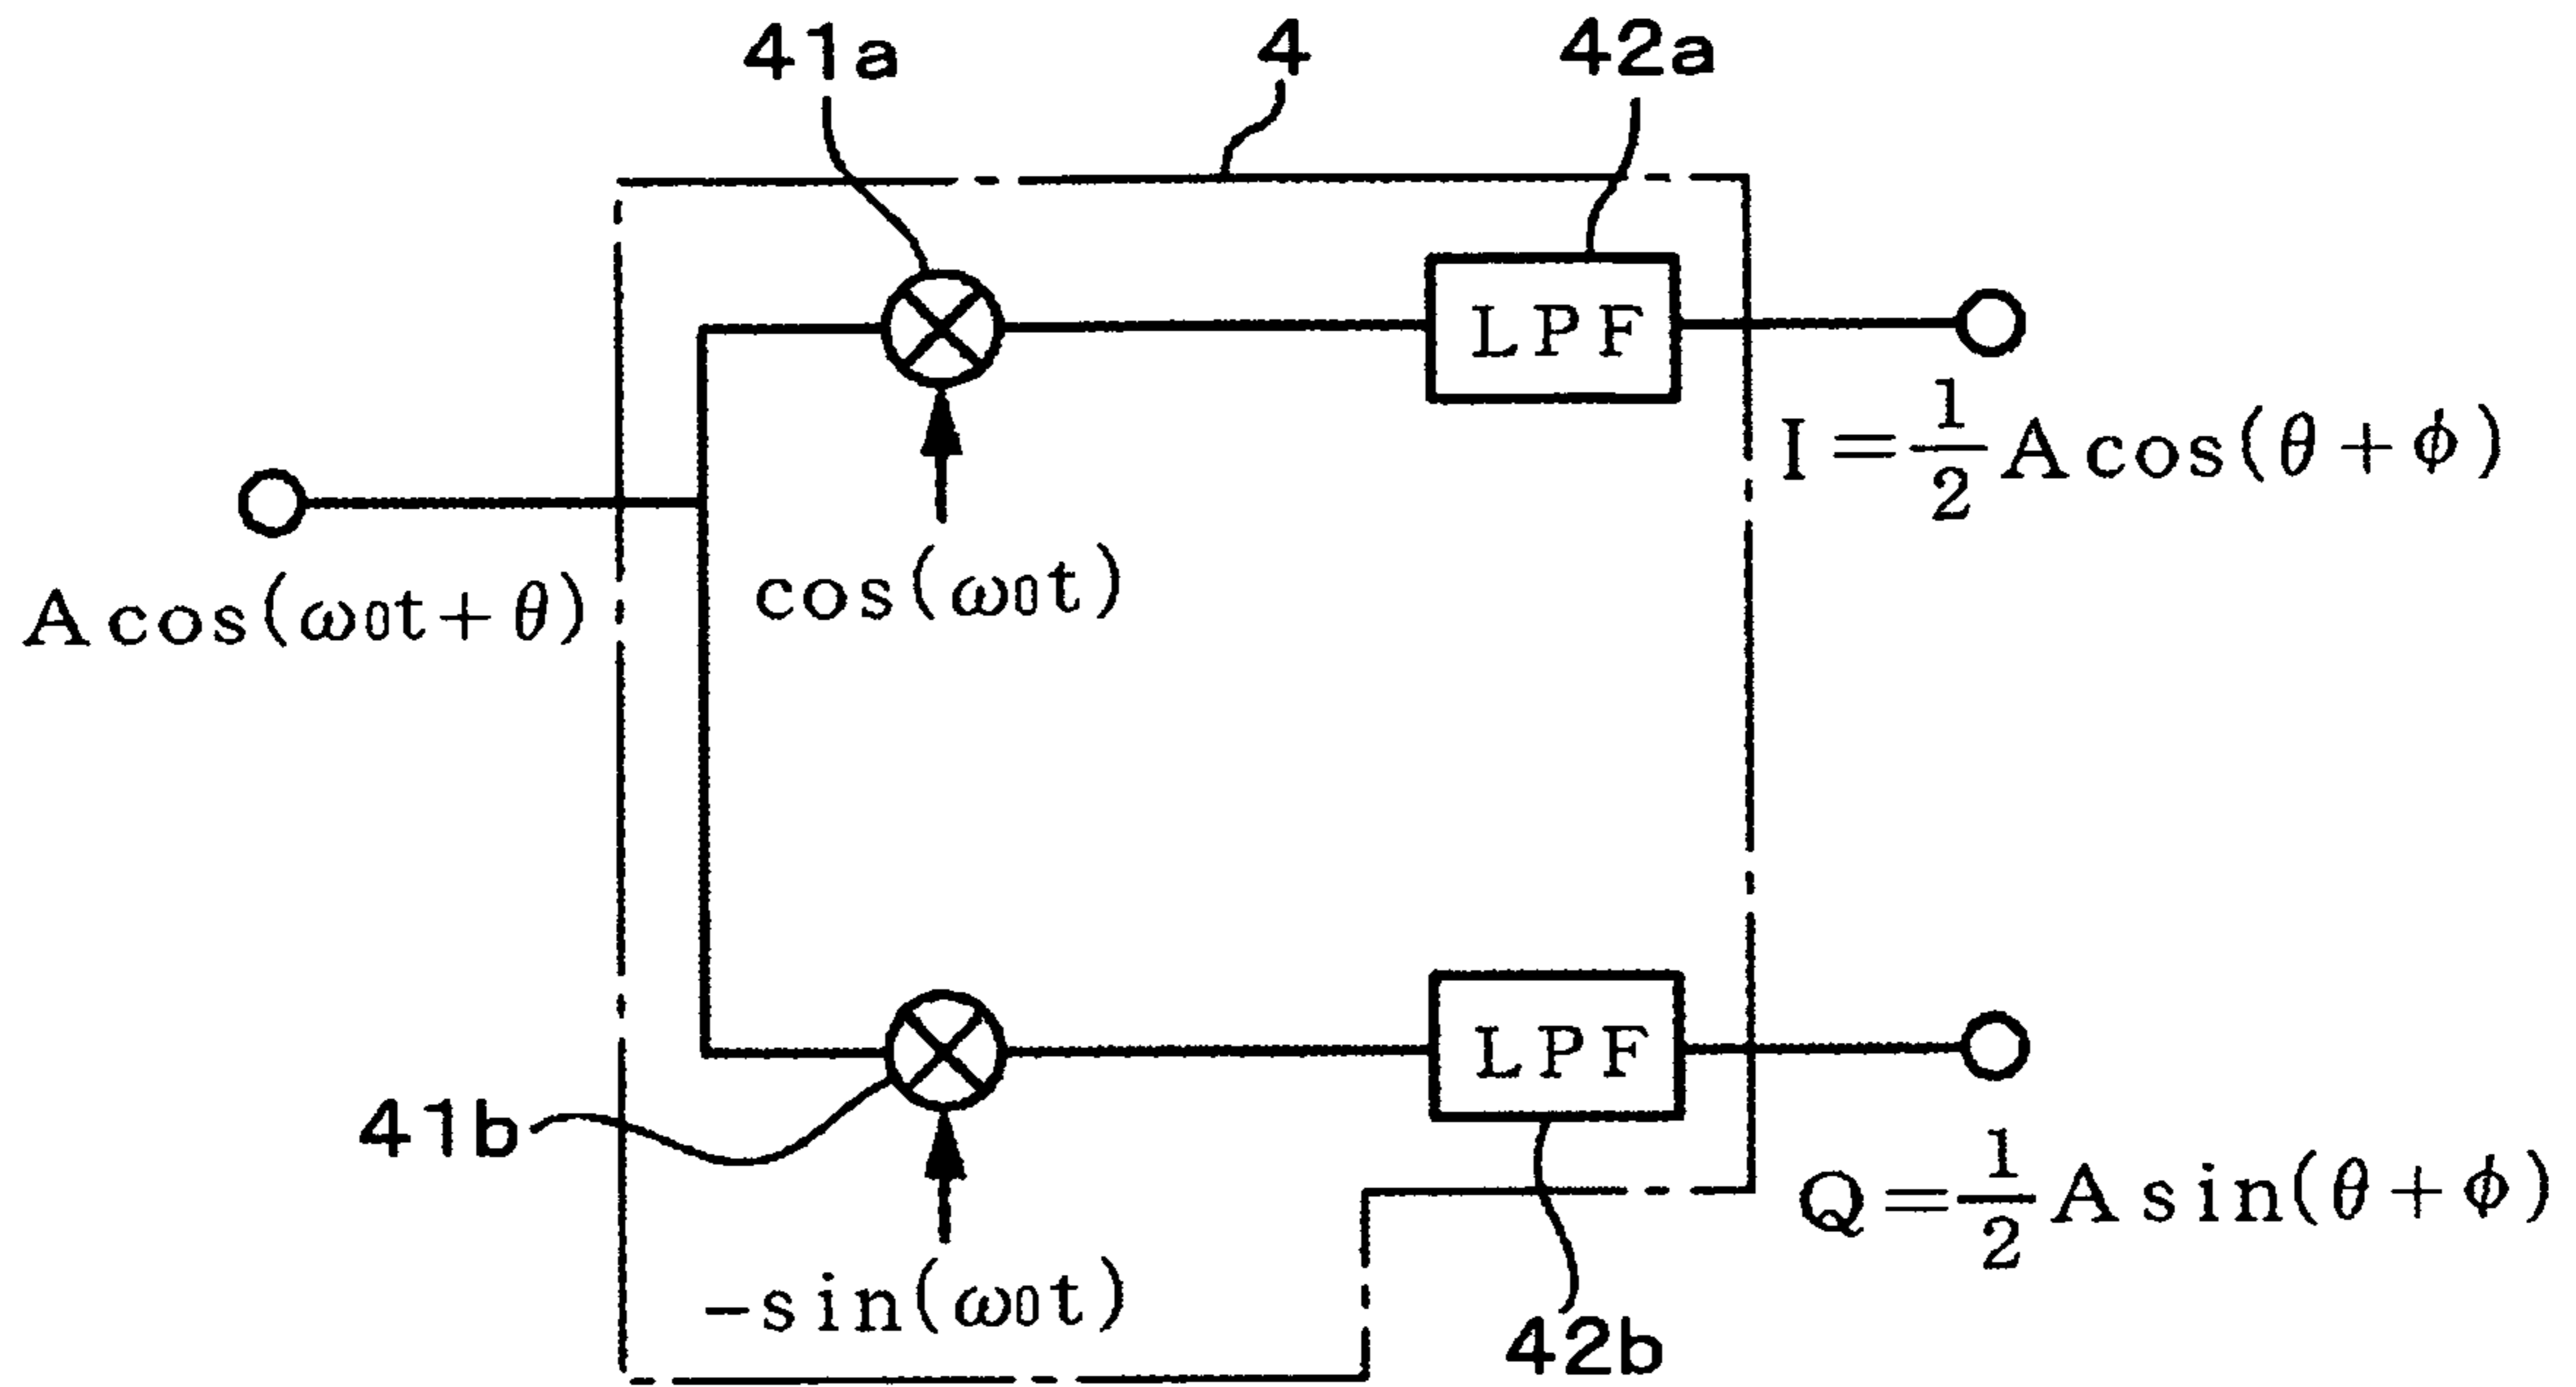 41a
4
42a
LPF
I=1/2 A cos(θ+φ)
A cos(ω0t+θ)
cos(ω0t)
LPF
41b
Q=1/2 A sin(θ+φ)
-sin(ω0t)
42b